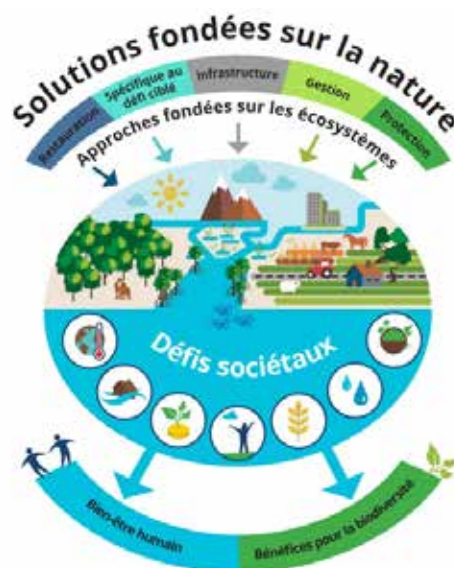 Solutions fondées sur la nature
Restauration
Spécifique au
défi ciblé
Infrastructure
Gestion
Protection
Approches fondées sur les écosystèmes
Défis sociétaux
Bien-être humain
Bénéfices pour la biodiversité